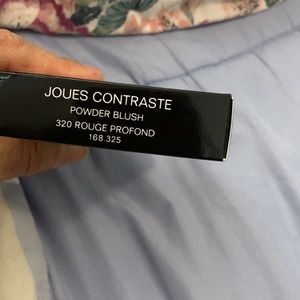 JOUES CONTRASTE
POWDER BLUSH
320 ROUGE PROFOND
168.325